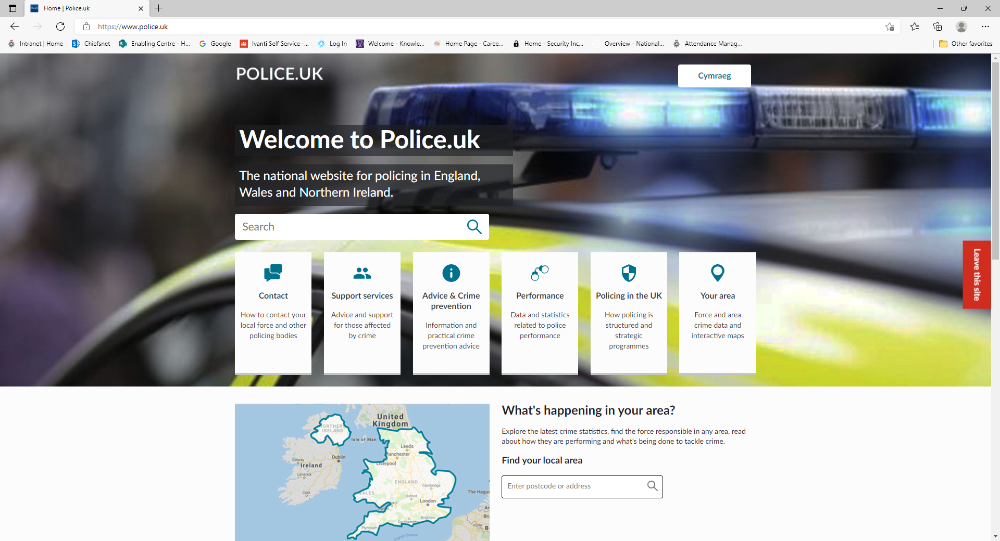 Home | Police.uk
https://www.police.uk
Intranet | Home
Chiefsnet
Enabling Centre - H...
Google
Ivanti Self Service -...
Log In
Welcome - Knowle...
Home Page - Caree...
Home - Security Inc...
Overview - National...
Attendance Manag...
Other favorites
POLICE.UK
Cymraeg
Welcome to Police.uk
The national website for policing in England,
Wales and Northern Ireland.
Search
Leave this site
Contact
How to contact your
local force and other
policing bodies
Support services
Advice and support
for those affected
by crime
Advice & Crime
prevention
Information and
practical crime
prevention advice
Performance
Data and statistics
related to police
performance
Policing in the UK
How policing is
structured and
strategic
programmes
Your area
Force and area
crime data and
interactive maps
United
Kingdom
NORTHERN
IRELAND
Isle of Man
Leeds
Manchester
Liverpool
Dublin
Galway
Ireland
Limerick
Cork
ENGLAND
WALES
Cambridge
Oxford
London
The Hague
Brighton
Southampton
Plymouth
English Channel
What's happening in your area?
Explore the latest crime statistics, find the force responsible in any area, read
about how they are performing and what's being done to tackle crime.
Find your local area
Enter postcode or address